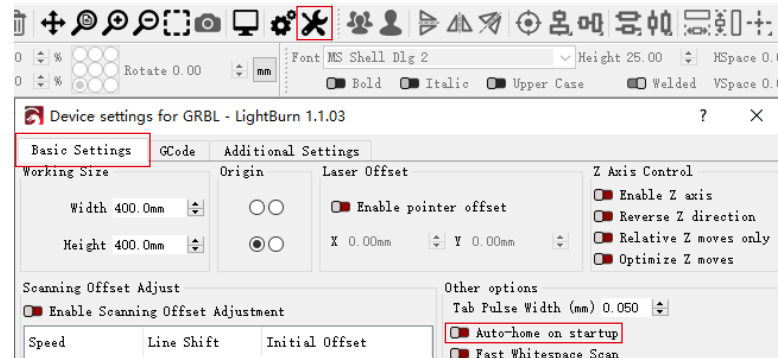 0 % Rotate 0.00 mm Font MS Shell Dlg 2 Height 25.00 HSpace 0.
0 % Bold Italic Upper Case Welded VSpace 0.
Device settings for GRBL - LightBurn 1.1.03 ?
Basic Settings GCode Additional Settings
Working Size Origin Laser Offset Z Axis Control
Width 400.0mm Enable pointer offset Enable Z axis
Reverse Z direction
Height 400.0mm X 0.00mm Y 0.00mm Relative Z moves only
Optimize Z moves
Scanning Offset Adjust Other options
Enable Scanning Offset Adjustment Tab Pulse Width (mm) 0.050
Speed Line Shift Initial Offset Auto-home on startup
Fast Whitespace Scan